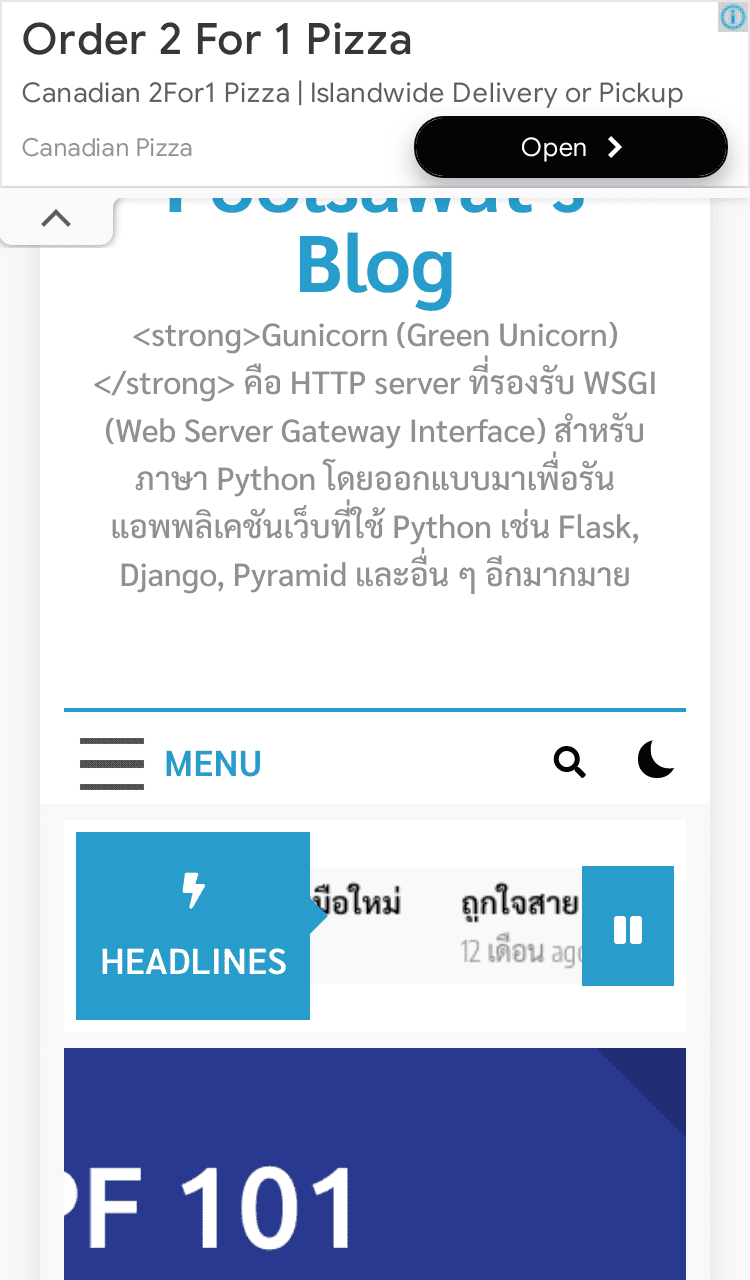 Order 2 For 1 Pizza
Canadian 2For1 Pizza | Islandwide Delivery or Pickup
Canadian Pizza
Open
Poolsawat's
Blog
<strong>Gunicorn (Green Unicorn)
</strong> คือ HTTP server ที่รองรับ WSGI
(Web Server Gateway Interface) สำหรับ
ภาษา Python โดยออกแบบมาเพื่อรัน
แอพพลิเคชันเว็บที่ใช้ Python เช่น Flask,
Django, Pyramid และอื่น ๆ อีกมากมาย
MENU
HEADLINES
มือใหม่
ถูกใจสาย
12 เดือน ago
PF 101